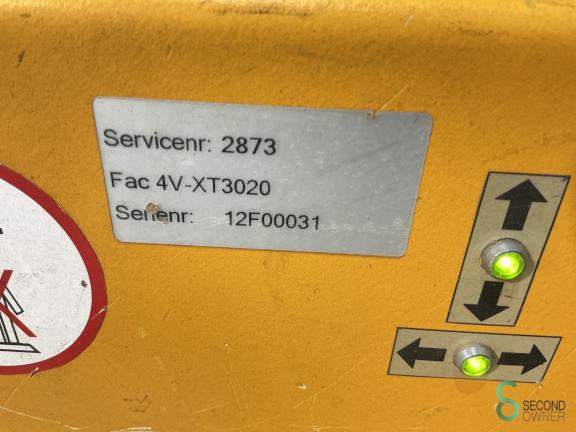 Servicenr: 2873
Fac 4V-XT3020
Serienr: 12F00031
SECOND
OWNER